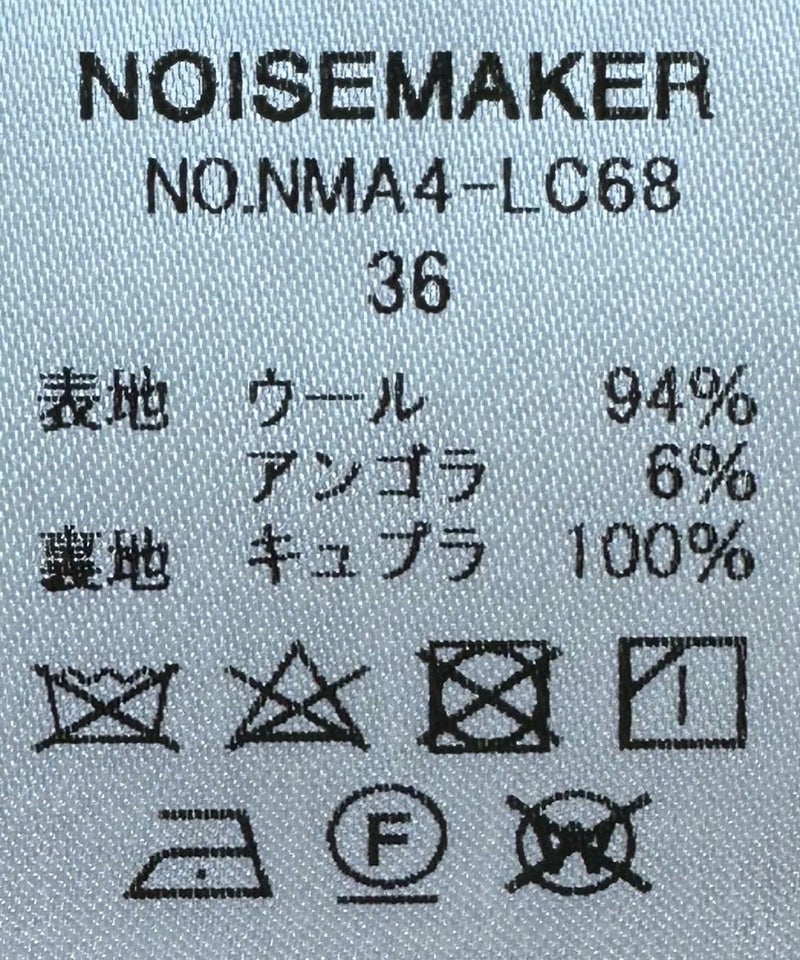 NOISEMAKER
NO.NMA4-LC68
36
表地 ウール 94%
アンゴラ 6%
裏地 キュプラ 100%
F
W